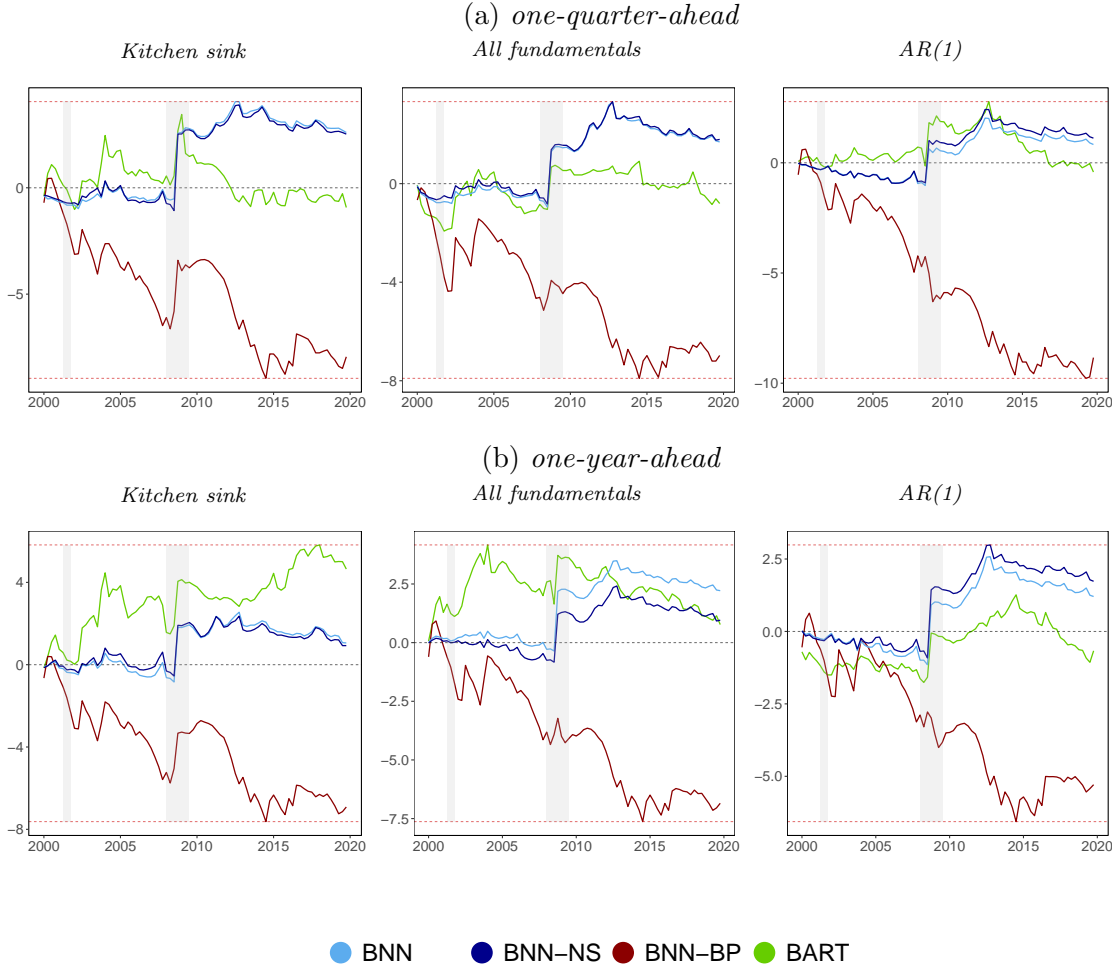 (a) one-quarter-ahead
Kitchen sink
All fundamentals
AR(1)
0
−5
2000 2005 2010 2015 2020
0
−4
−8
2000 2005 2010 2015 2020
0
−5
−10
2000 2005 2010 2015 2020
(b) one-year-ahead
Kitchen sink
All fundamentals
AR(1)
4
0
−4
−8
2000 2005 2010 2015 2020
2.5
0.0
−2.5
−5.0
−7.5
2000 2005 2010 2015 2020
2.5
0.0
−2.5
−5.0
2000 2005 2010 2015 2020
BNN BNN−NS BNN−BP BART